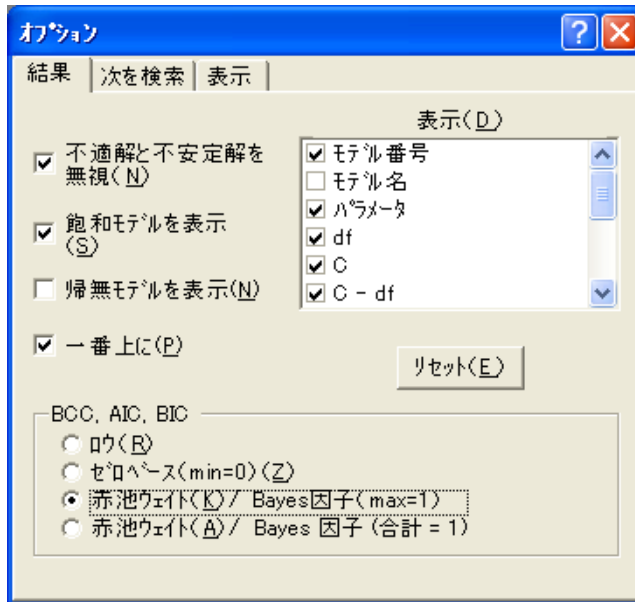 オプション
結果 次を検索 表示
表示(D)
不適解と不安定解を
無視(N)
飽和モデルを表示
(S)
帰無モデルを表示(N)
一番上に(P)
モデル番号
モデル名
パラメータ
df
C
C - df
リセット(E)
BCC, AIC, BIC
ロウ(R)
ゼロベース(min=0)(Z)
赤池ウェイト(K)/ Bayes因子(max=1)
赤池ウェイト(A)/ Bayes 因子 (合計 = 1)